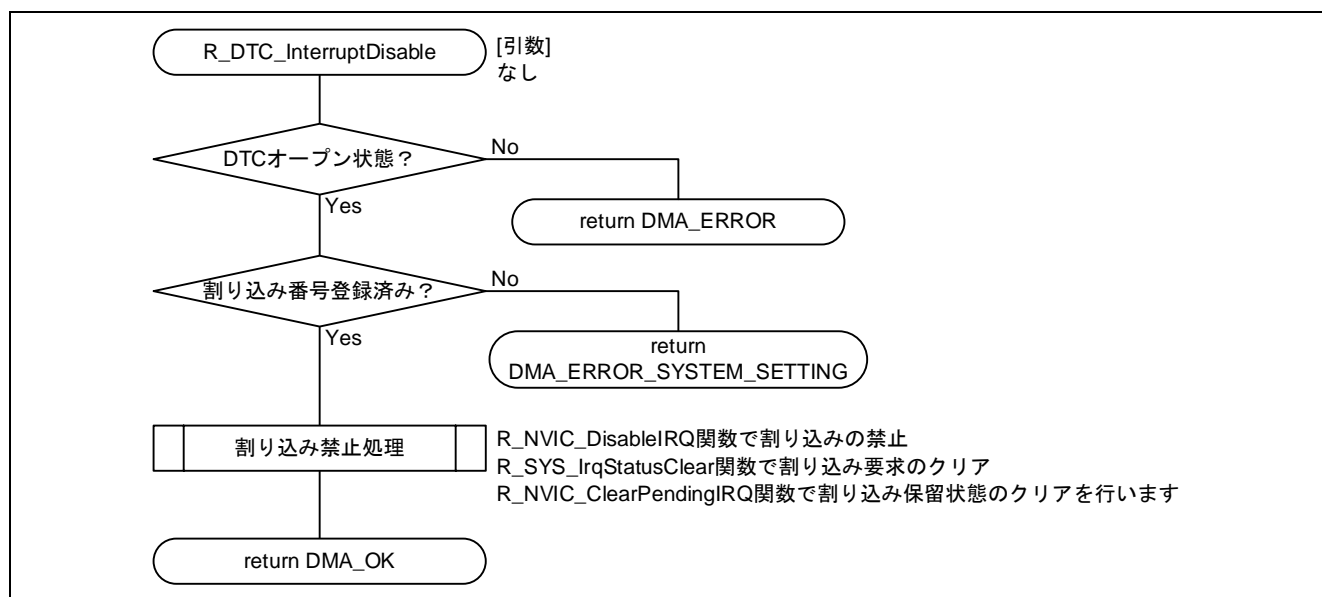 R_DTC_InterruptDisable
[引数]
なし
DTCオープン状態？
No
Yes
return DMA_ERROR
割り込み番号登録済み？
No
Yes
return
DMA_ERROR_SYSTEM_SETTING
割り込み禁止処理
R_NVIC_DisableIRQ関数で割り込みの禁止
R_SYS_IrqStatusClear関数で割り込み要求のクリア
R_NVIC_ClearPendingIRQ関数で割り込み保留状態のクリアを行います
return DMA_OK